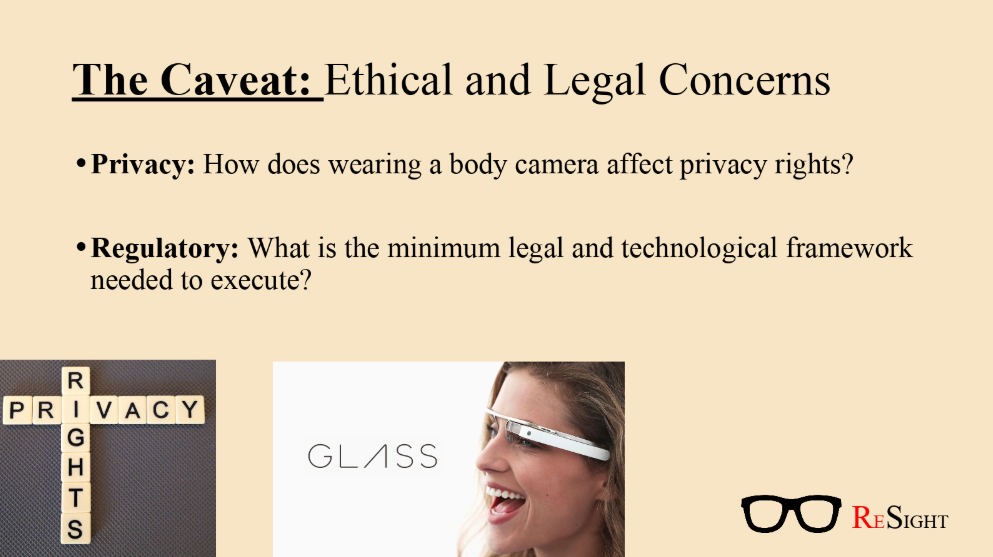 The Caveat: Ethical and Legal Concerns
• Privacy: How does wearing a body camera affect privacy rights?
• Regulatory: What is the minimum legal and technological framework
needed to execute?
PRIVACY
RIGHTS
GLASS
RESIGHT